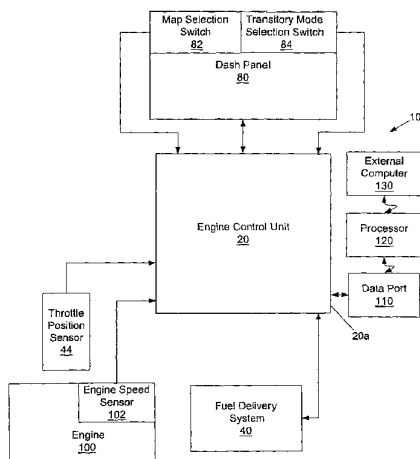 Map Selection
Switch
82
Transitory Mode
Selection Switch
84
Dash Panel
80
10
External
Computer
130
Engine Control Unit
20
Processor
120
Data Port
110
20a
Throttle
Position
Sensor
44
Engine Speed
Sensor
102
Engine
100
Fuel Delivery
System
40